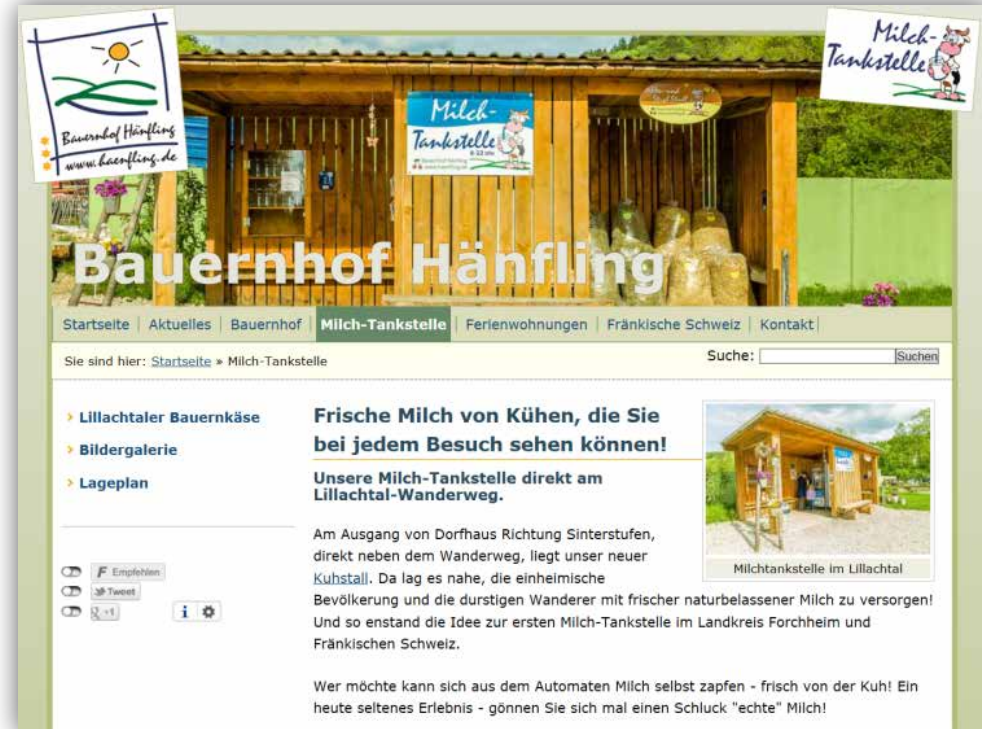 Bauernhof Hänfling
www.haenfling.de
Milch-
Tankstelle
Milch-
Tankstelle
Bauernhof Hänfling
www.haenfling.de
Bauernhof Hänfling
Startseite | Aktuelles | Bauernhof | Milch-Tankstelle | Ferienwohnungen | Fränkische Schweiz | Kontakt
Sie sind hier: Startseite » Milch-Tankstelle
Suche: Suchen
Lillachtaler Bauernkäse
Bildergalerie
Lageplan
Empfehlen
Tweet
+1
Frische Milch von Kühen, die Sie
bei jedem Besuch sehen können!
Unsere Milch-Tankstelle direkt am
Lillachtal-Wanderweg.
Am Ausgang von Dorfhaus Richtung Sinterstufen,
direkt neben dem Wanderweg, liegt unser neuer
Kuhstall. Da lag es nahe, die einheimische
Bevölkerung und die durstigen Wanderer mit frischer naturbelassener Milch zu versorgen!
Und so enstand die Idee zur ersten Milch-Tankstelle im Landkreis Forchheim und
Fränkischen Schweiz.
Wer möchte kann sich aus dem Automaten Milch selbst zapfen - frisch von der Kuh! Ein
heute seltenes Erlebnis - gönnen Sie sich mal einen Schluck "echte" Milch!
Milchtankstelle im Lillachtal